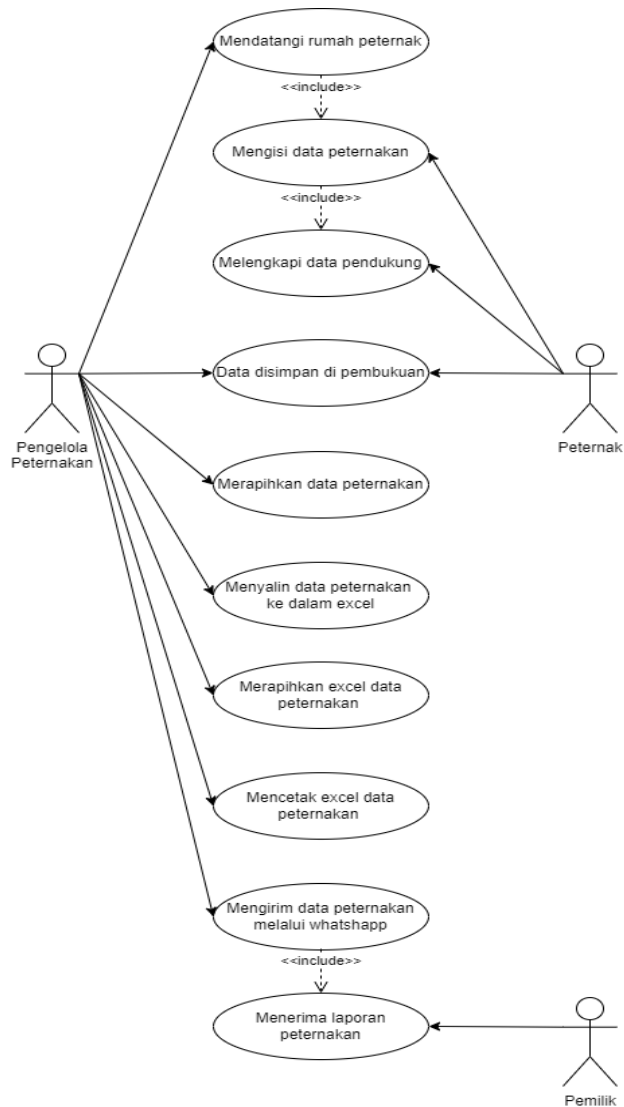 Mendatangi rumah peternak
<<include>>
Mengisi data peternakan
<<include>>
Melengkapi data pendukung
Data disimpan di pembukuan
Pengelola
Peternakan
Peternak
Merapihkan data peternakan
Menyalin data peternakan
ke dalam excel
Merapihkan excel data
peternakan
Mencetak excel data
peternakan
Mengirim data peternakan
melalui whatshapp
<<include>>
Menerima laporan
peternakan
Pemilik